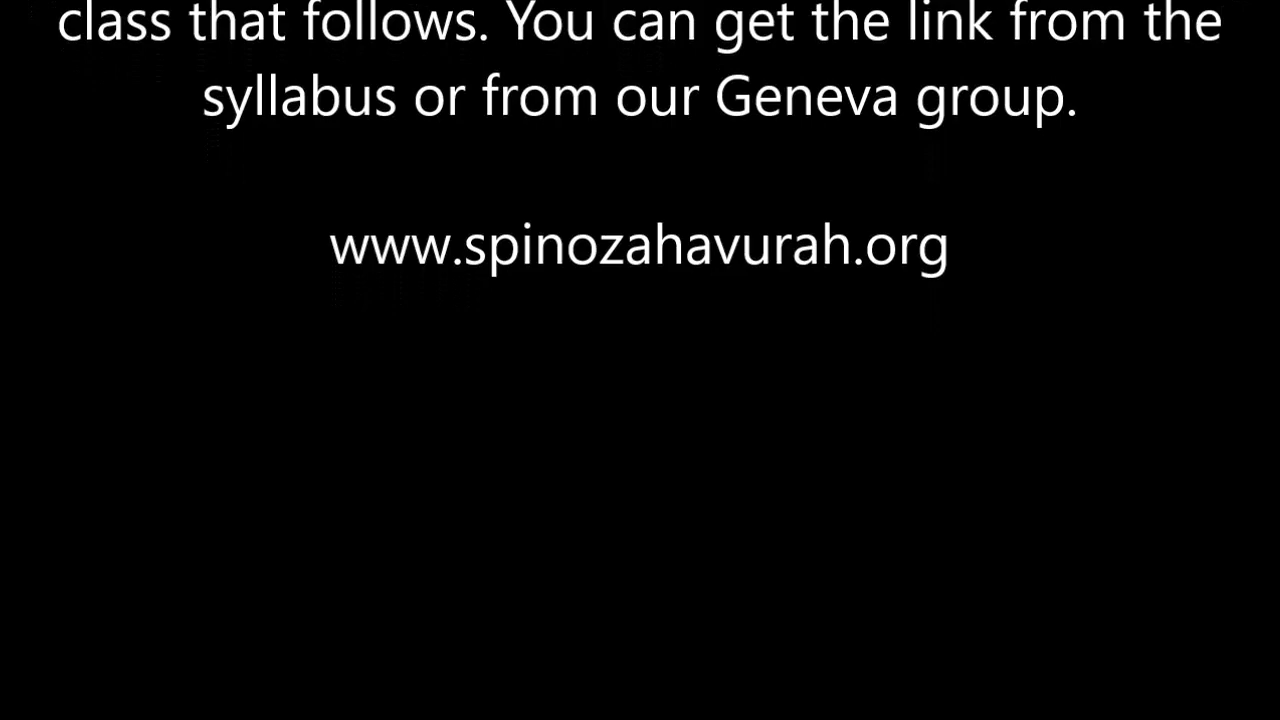 class that follows. You can get the link from the
syllabus or from our Geneva group.
www.spinozahavurah.org